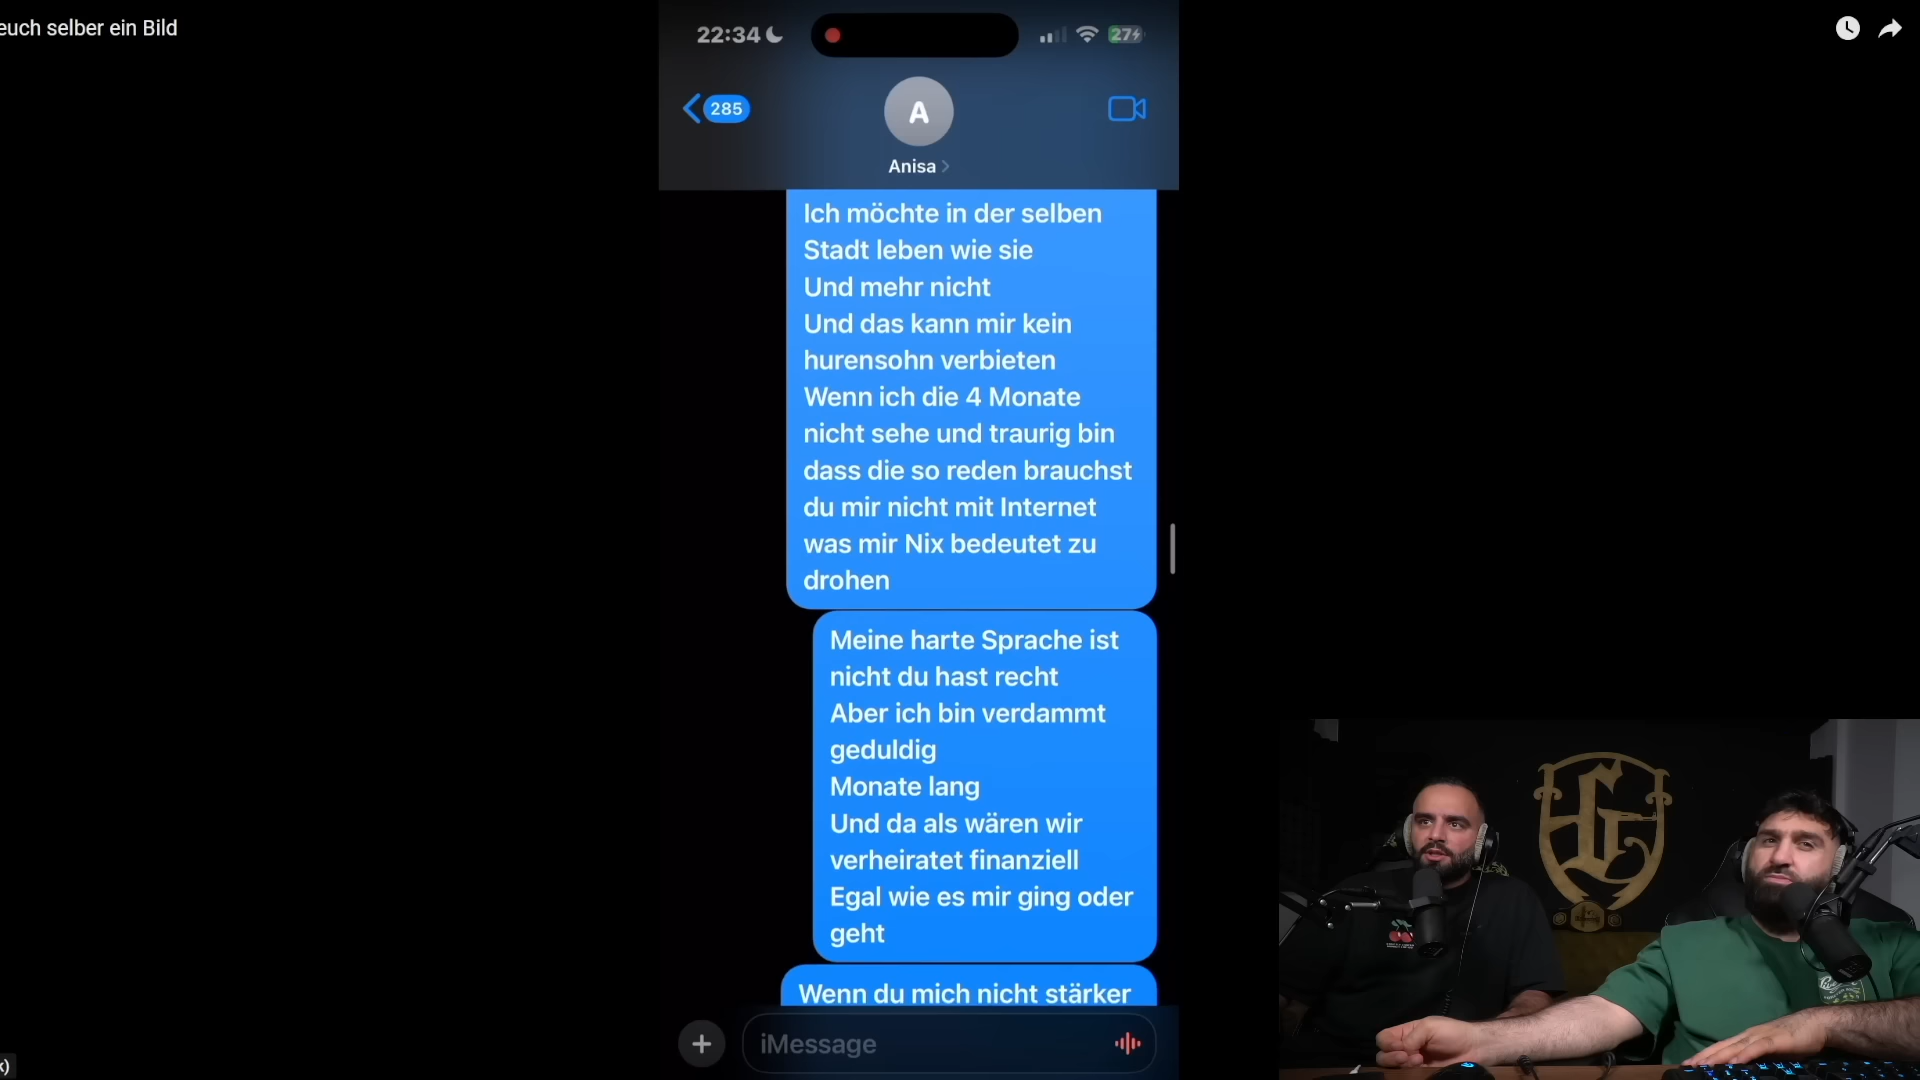 euch selber ein Bild
22:34
27
285
A
Anisa
Ich möchte in der selben
Stadt leben wie sie
Und mehr nicht
Und das kann mir kein
hurensohn verbieten
Wenn ich die 4 Monate
nicht sehe und traurig bin
dass die so reden brauchst
du mir nicht mit Internet
was mir Nix bedeutet zu
drohen
Meine harte Sprache ist
nicht du hast recht
Aber ich bin verdammt
geduldig
Monate lang
Und da als wären wir
verheiratet finanziell
Egal wie es mir ging oder
geht
Wenn du mich nicht stärker
iMessage